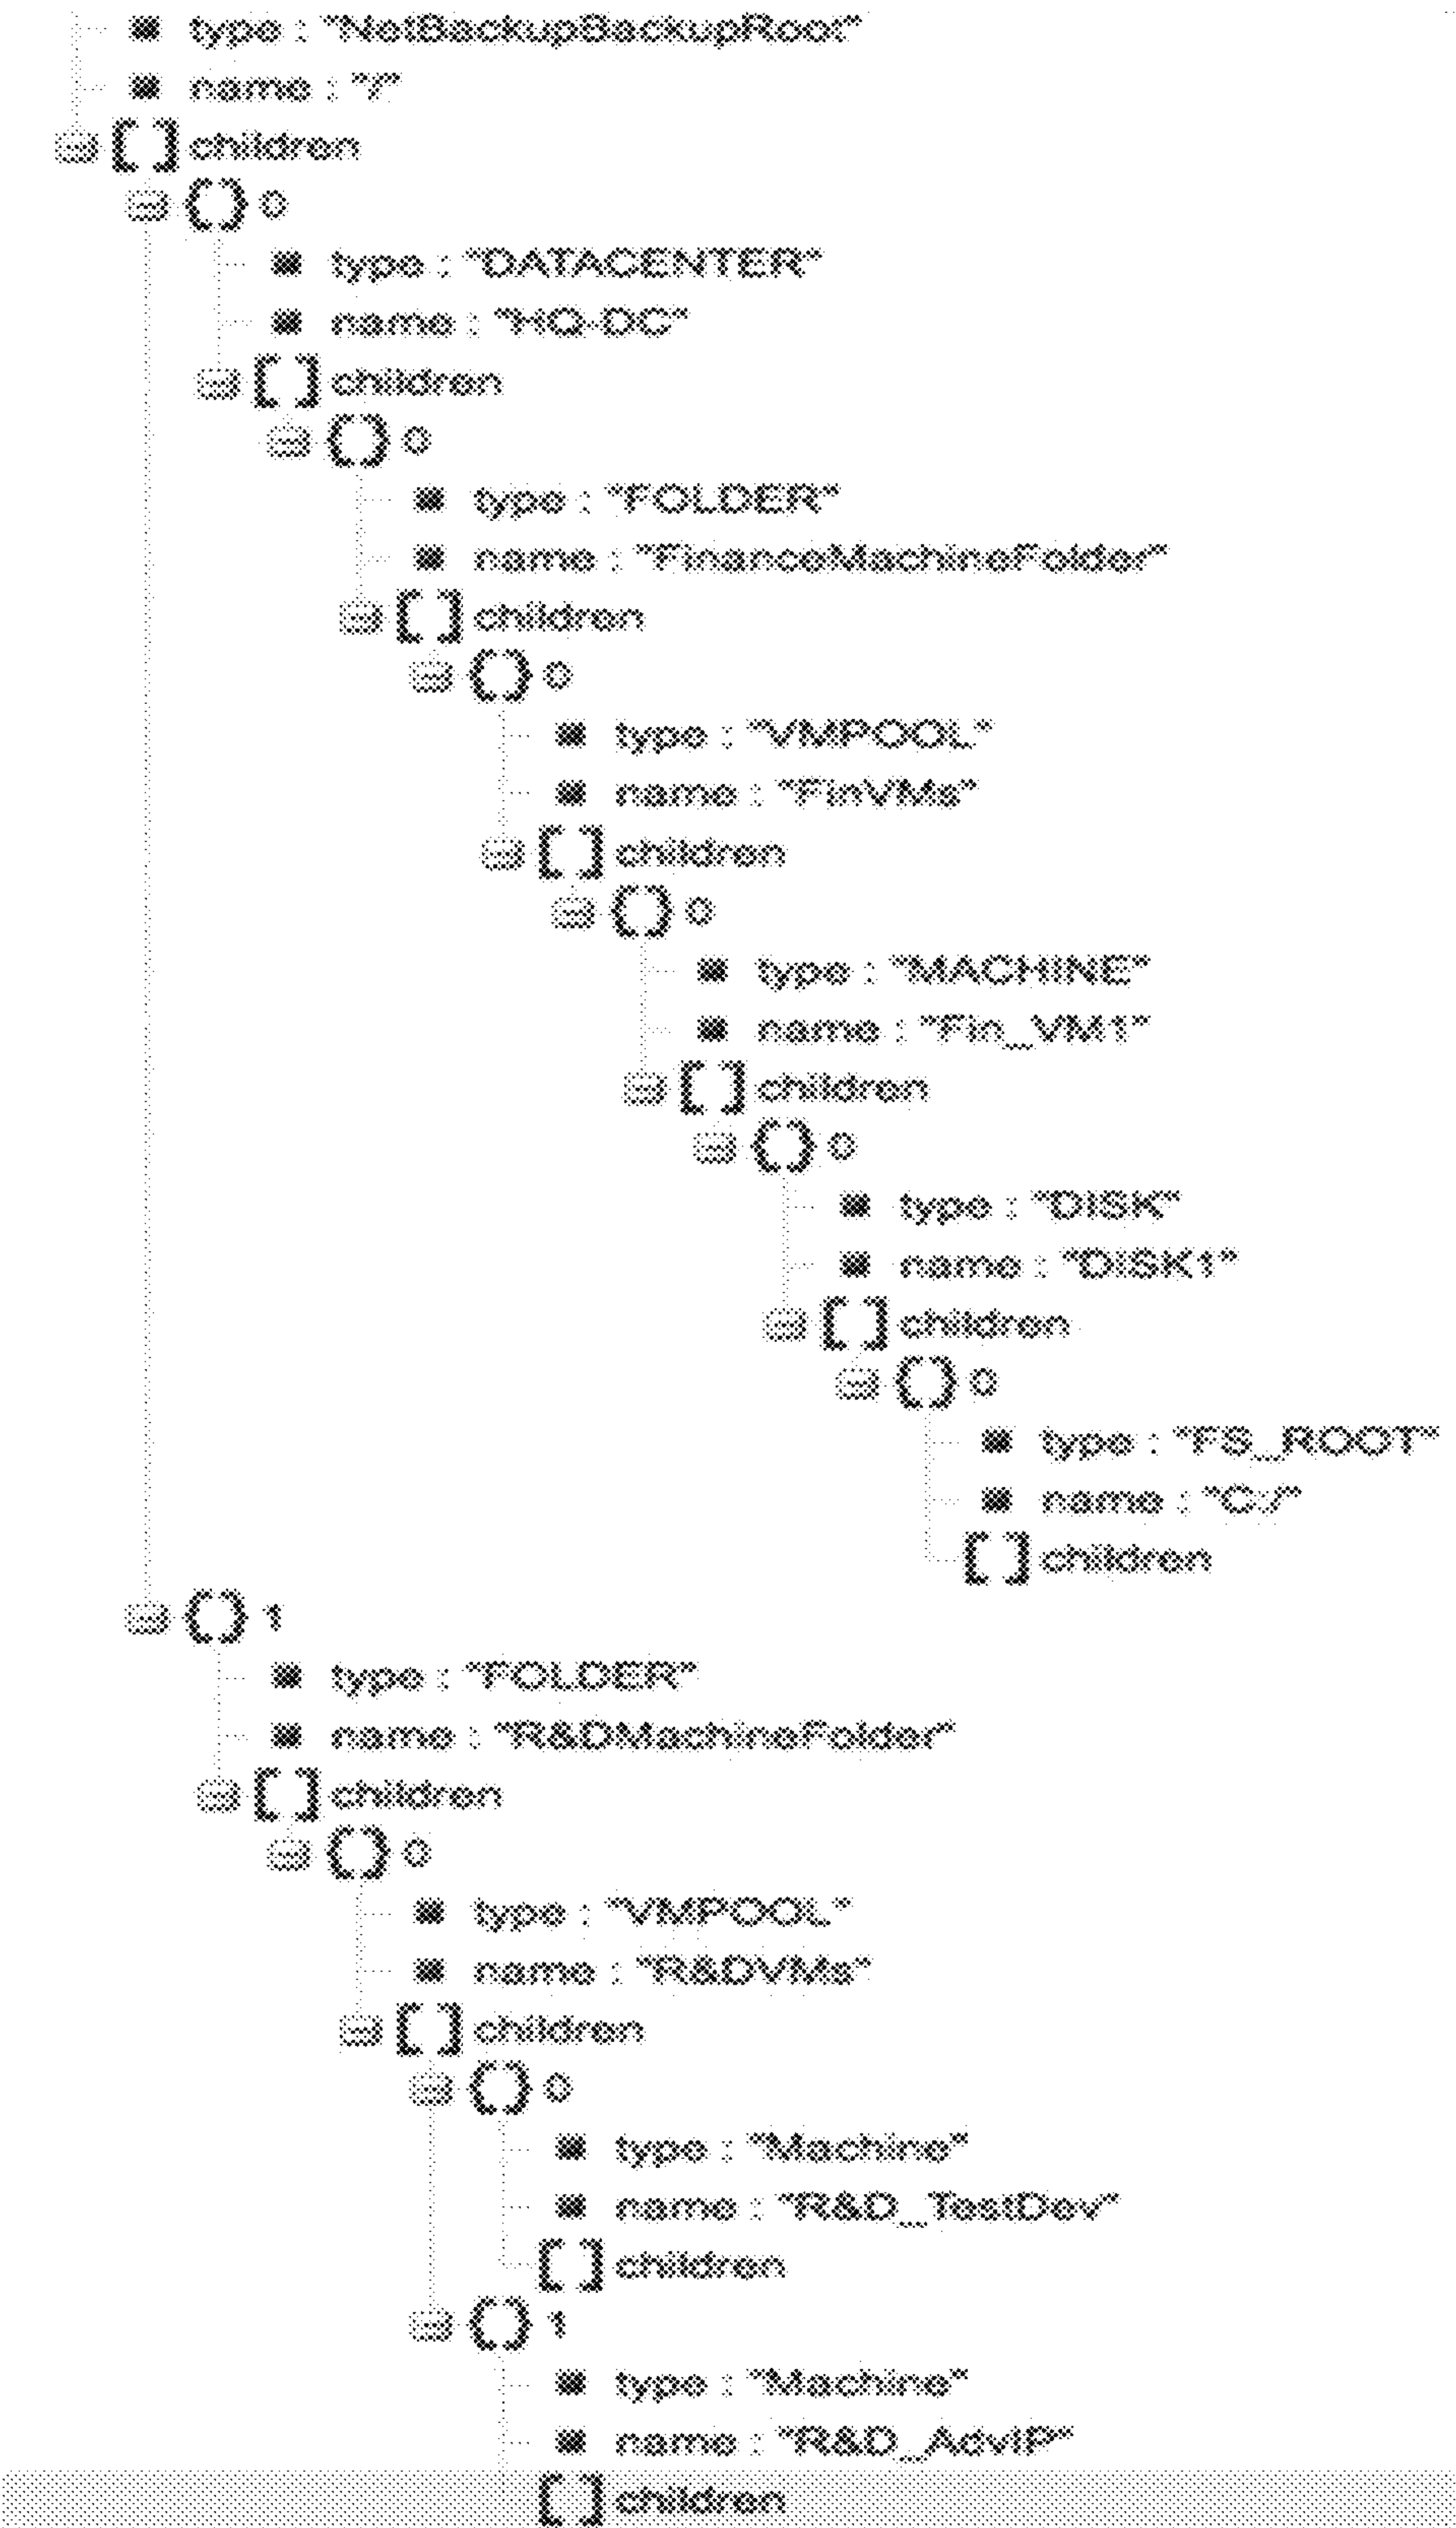 type : "NetBackupBackupRoot"
name : "/"
[ ] children
{ } 0
type : "DATACENTER"
name : "HQ-DC"
[ ] children
{ } 0
type : "FOLDER"
name : "FinanceMachineFolder"
[ ] children
{ } 0
type : "VMPOOL"
name : "FinVMs"
[ ] children
{ } 0
type : "MACHINE"
name : "Fin_VM1"
[ ] children
{ } 0
type : "DISK"
name : "DISK1"
[ ] children
{ } 0
type : "FS_ROOT"
name : "C:/"
[ ] children
{ } 1
type : "FOLDER"
name : "R&DMachineFolder"
[ ] children
{ } 0
type : "VMPOOL"
name : "R&DVMs"
[ ] children
{ } 0
type : "Machine"
name : "R&D_TestDev"
[ ] children
{ } 1
type : "Machine"
name : "R&D_AdvIP"
[ ] children